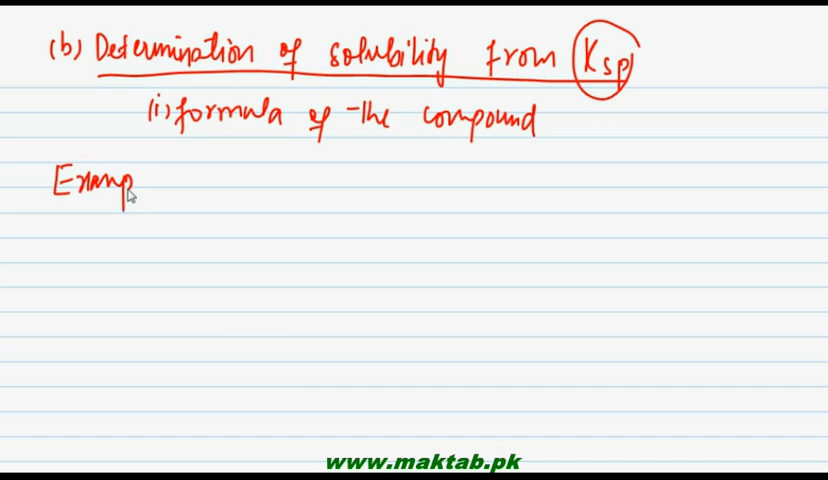 (b) Determination of solubility from Ksp
(i) formula of the compound
Examp
www.maktab.pk